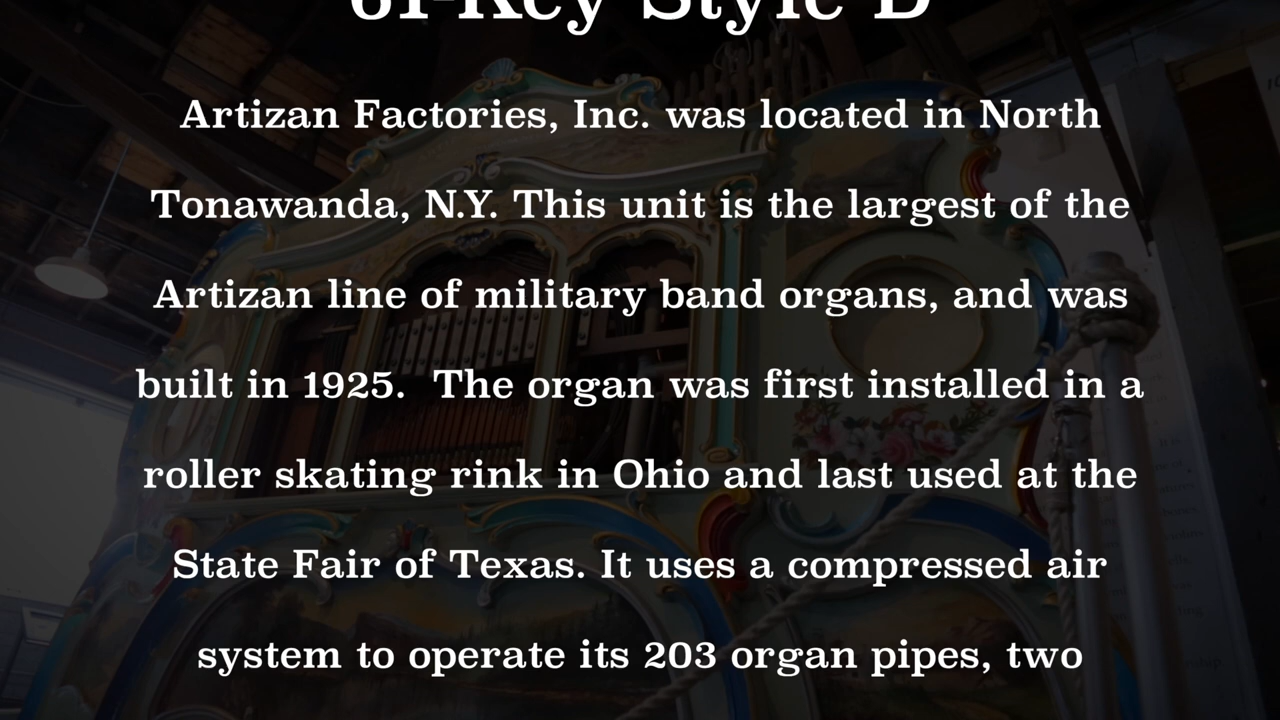 61-Key Style D
Artizan Factories, Inc. was located in North
Tonawanda, N.Y. This unit is the largest of the
Artizan line of military band organs, and was
built in 1925. The organ was first installed in a
roller skating rink in Ohio and last used at the
State Fair of Texas. It uses a compressed air
system to operate its 203 organ pipes, two